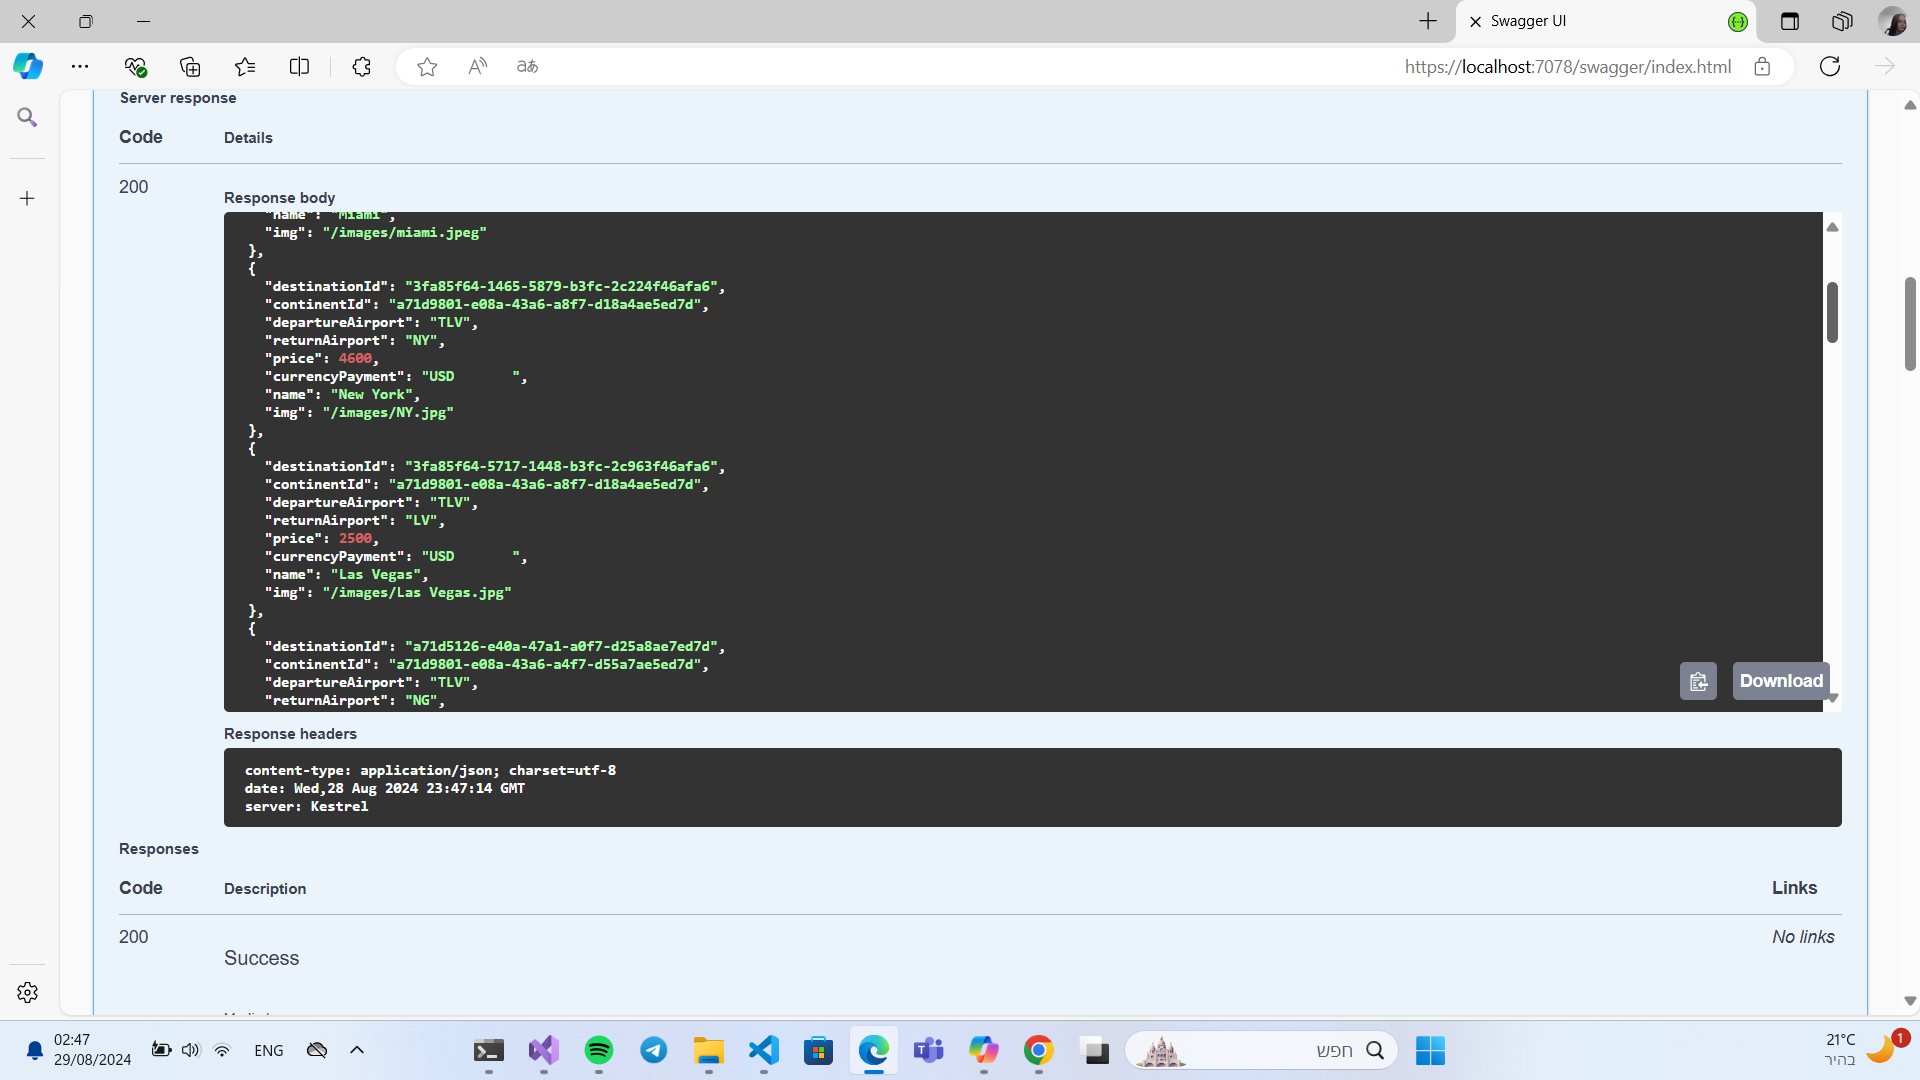 Swagger UI
https://localhost:7078/swagger/index.html
Server response
Code Details
200
Response body
"name": "Miami",
"img": "/images/miami.jpeg"
},
{
"destinationId": "3fa85f64-1465-5879-b3fc-2c224f46afa6",
"continentId": "a71d9801-e08a-43a6-a8f7-d18a4ae5ed7d",
"departureAirport": "TLV",
"returnAirport": "NY",
"price": 4600,
"currencyPayment": "USD       ",
"name": "New York",
"img": "/images/NY.jpg"
},
{
"destinationId": "3fa85f64-5717-1448-b3fc-2c963f46afa6",
"continentId": "a71d9801-e08a-43a6-a8f7-d18a4ae5ed7d",
"departureAirport": "TLV",
"returnAirport": "LV",
"price": 2500,
"currencyPayment": "USD       ",
"name": "Las Vegas",
"img": "/images/Las Vegas.jpg"
},
{
"destinationId": "a71d5126-e40a-47a1-a0f7-d25a8ae7ed7d",
"continentId": "a71d9801-e08a-43a6-a4f7-d55a7ae5ed7d",
"departureAirport": "TLV",
"returnAirport": "NG",
Download
Response headers
content-type: application/json; charset=utf-8
date: Wed,28 Aug 2024 23:47:14 GMT
server: Kestrel
Responses
Code Description Links
200 No links
Success
02:47
29/08/2024
ENG
חפש
21°C
בהיר
1